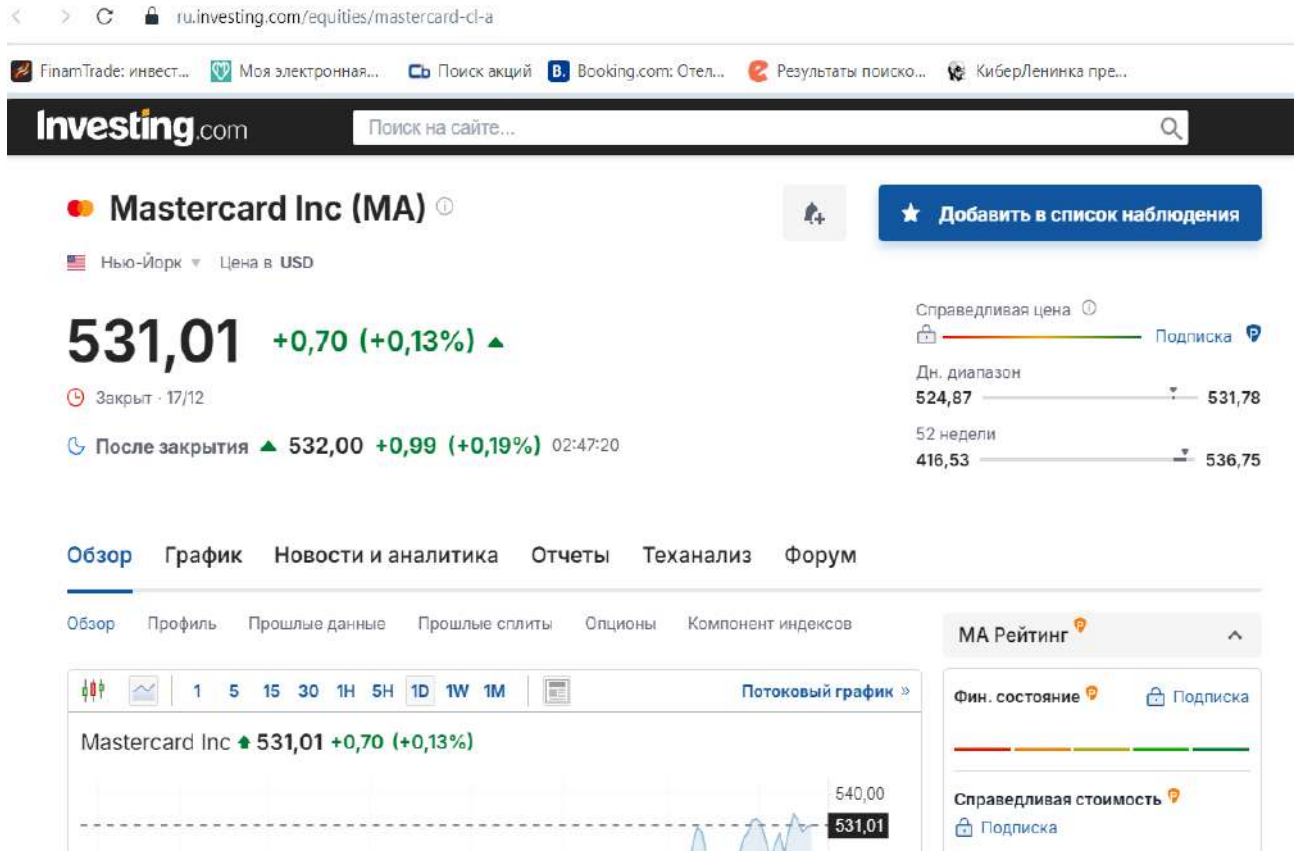 ru.investing.com/equities/mastercard-cl-a
FinamTrade: инвест... Моя электронная... Поиск акций Booking.com: Отел... Результаты поиско... КиберЛенинка пре...
Investing.com Поиск на сайте...
Mastercard Inc (MA)
Добавить в список наблюдения
Нью-Йорк Цена в USD
531,01 +0,70 (+0,13%)
Справедливая цена
Подписка
Закрыт · 17/12
Дн. диапазон
524,87 531,78
После закрытия 532,00 +0,99 (+0,19%) 02:47:20
52 недели
416,53 536,75
Обзор График Новости и аналитика Отчеты Теханализ Форум
Обзор Профиль Прошлые данные Прошлые сплиты Опционы Компонент индексов
MA Рейтинг
1 5 15 30 1H 5H 1D 1W 1M Потоковый график »
Фин. состояние Подписка
Mastercard Inc 531,01 +0,70 (+0,13%)
540,00
531,01
Справедливая стоимость
Подписка